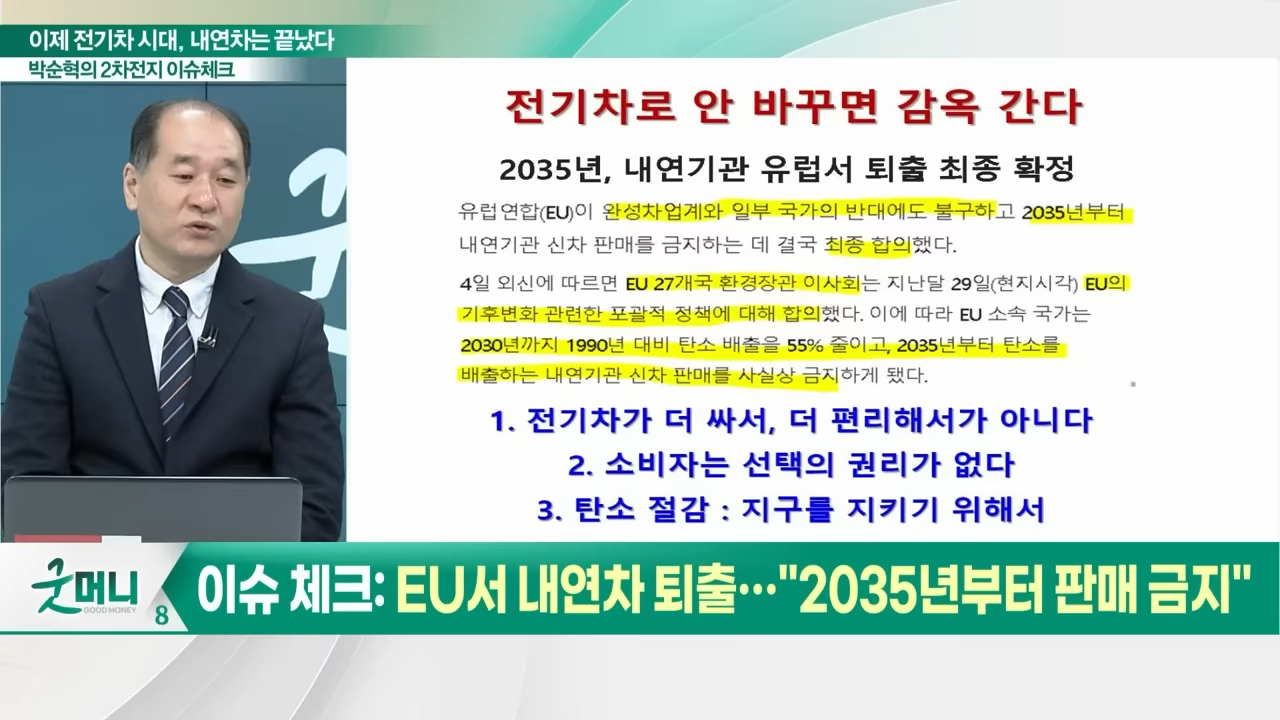 이제 전기차 시대, 내연차는 끝났다
박순혁의 2차전지 이슈체크
전기차로 안 바꾸면 감옥 간다
2035년, 내연기관 유럽서 퇴출 최종 확정
유럽연합(EU)이 완성차업계와 일부 국가의 반대에도 불구하고 2035년부터
내연기관 신차 판매를 금지하는 데 결국 최종 합의했다.
4일 외신에 따르면 EU 27개국 환경장관 이사회는 지난달 29일(현지시각) EU의
기후변화 관련한 포괄적 정책에 대해 합의했다. 이에 따라 EU 소속 국가는
2030년까지 1990년 대비 탄소 배출을 55% 줄이고, 2035년부터 탄소를
배출하는 내연기관 신차 판매를 사실상 금지하게 됐다.
1. 전기차가 더 싸서, 더 편리해서가 아니다
2. 소비자는 선택의 권리가 없다
3. 탄소 절감 : 지구를 지키기 위해서
굿머니
GOOD MONEY
8
이슈 체크: EU서 내연차 퇴출…"2035년부터 판매 금지"